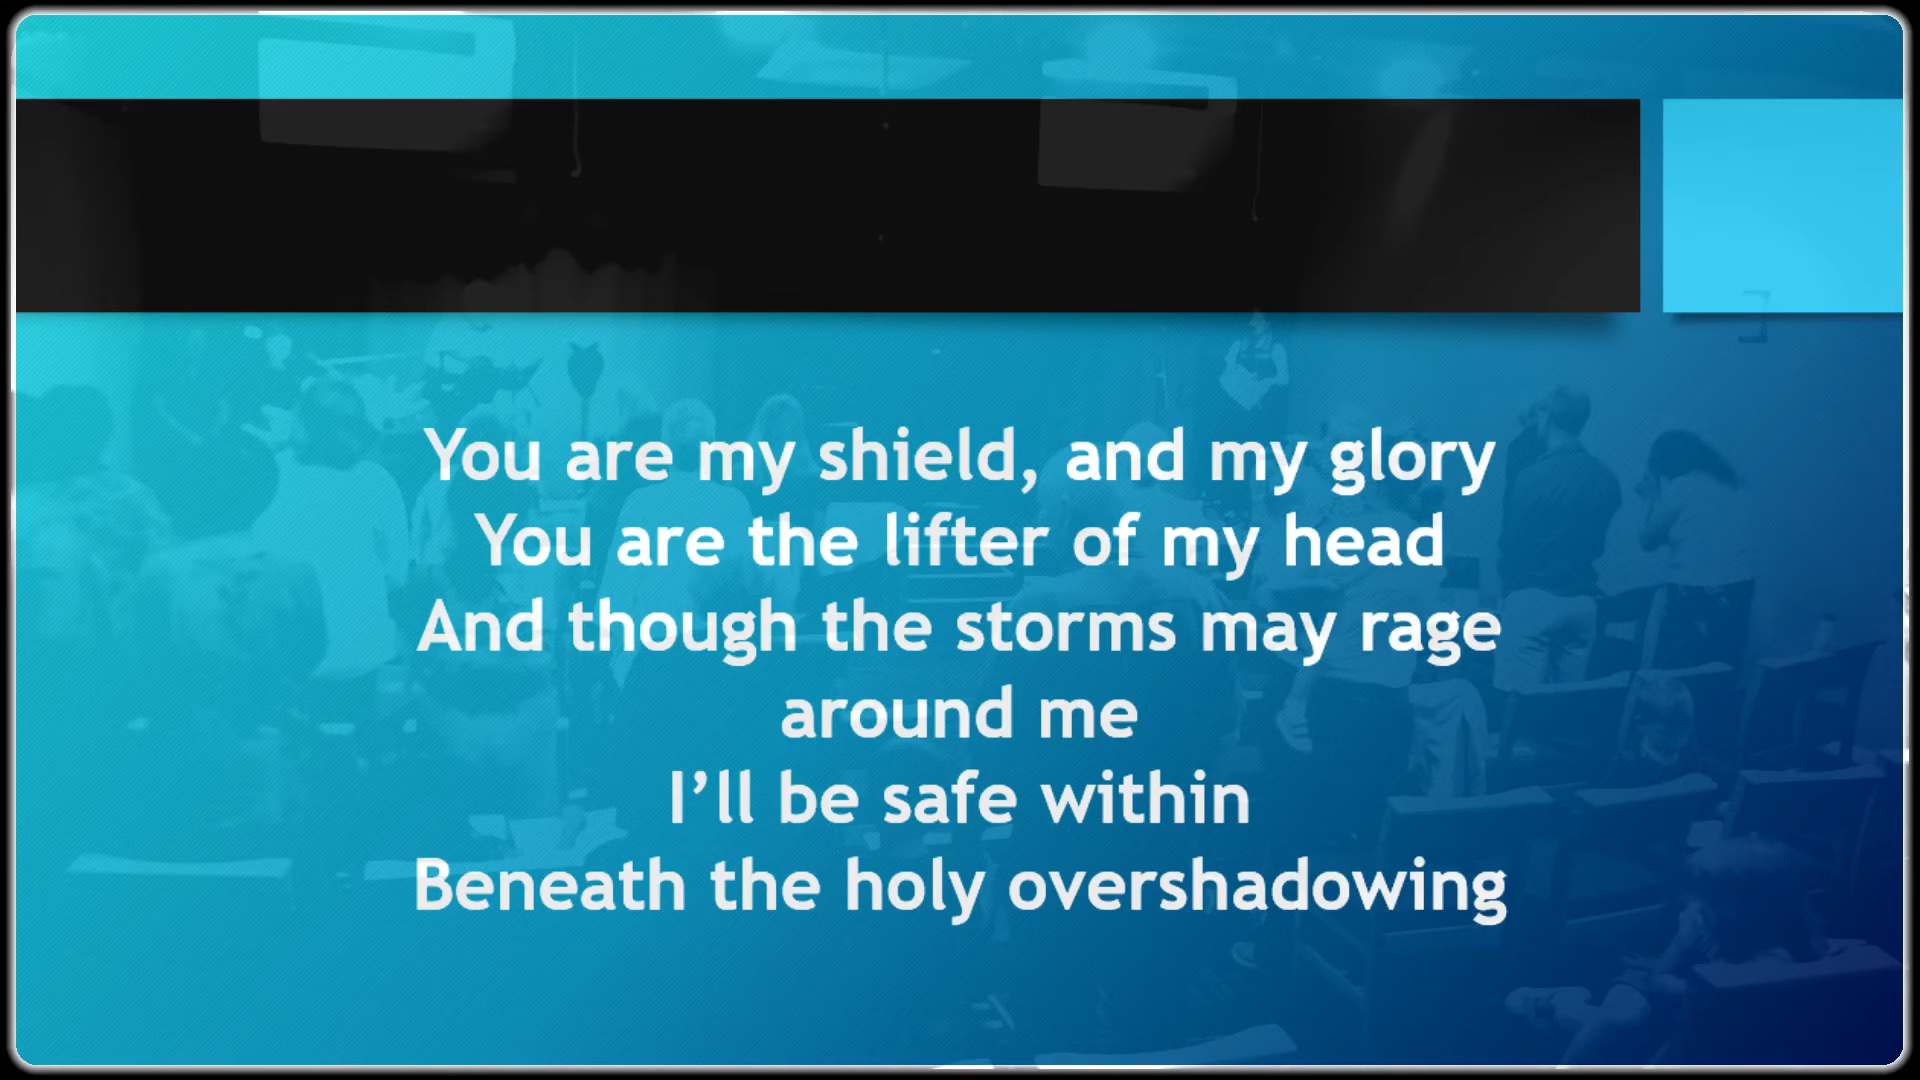 You are my shield, and my glory
You are the lifter of my head
And though the storms may rage
around me
I’ll be safe within
Beneath the holy overshadowing